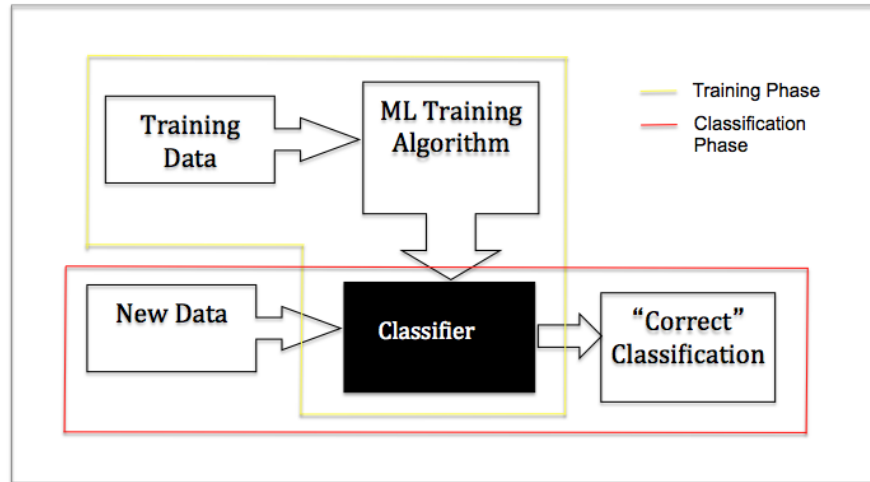 Training
Data
ML Training
Algorithm
Training Phase
Classification
Phase
New Data
Classifier
“Correct”
Classification